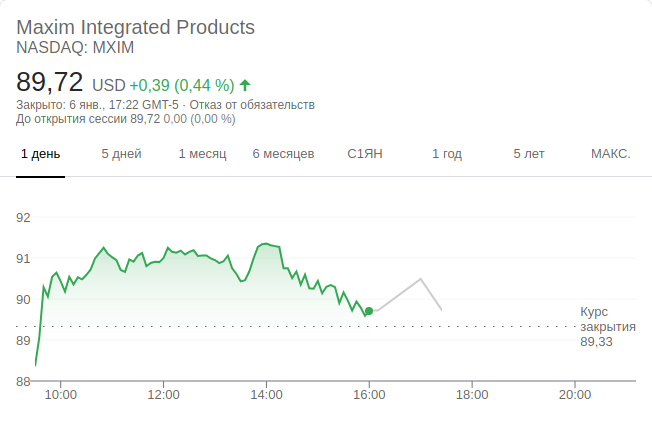 Maxim Integrated Products
NASDAQ: MXIM
89,72 USD +0,39 (0,44 %)
Закрыто: 6 янв., 17:22 GMT-5 · Отказ от обязательств
До открытия сессии 89,72 0,00 (0,00 %)
1 день 5 дней 1 месяц 6 месяцев С1ЯН 1 год 5 лет МАКС.
92
91
90
Курс
закрытия
89,33
89
88
10:00 12:00 14:00 16:00 18:00 20:00